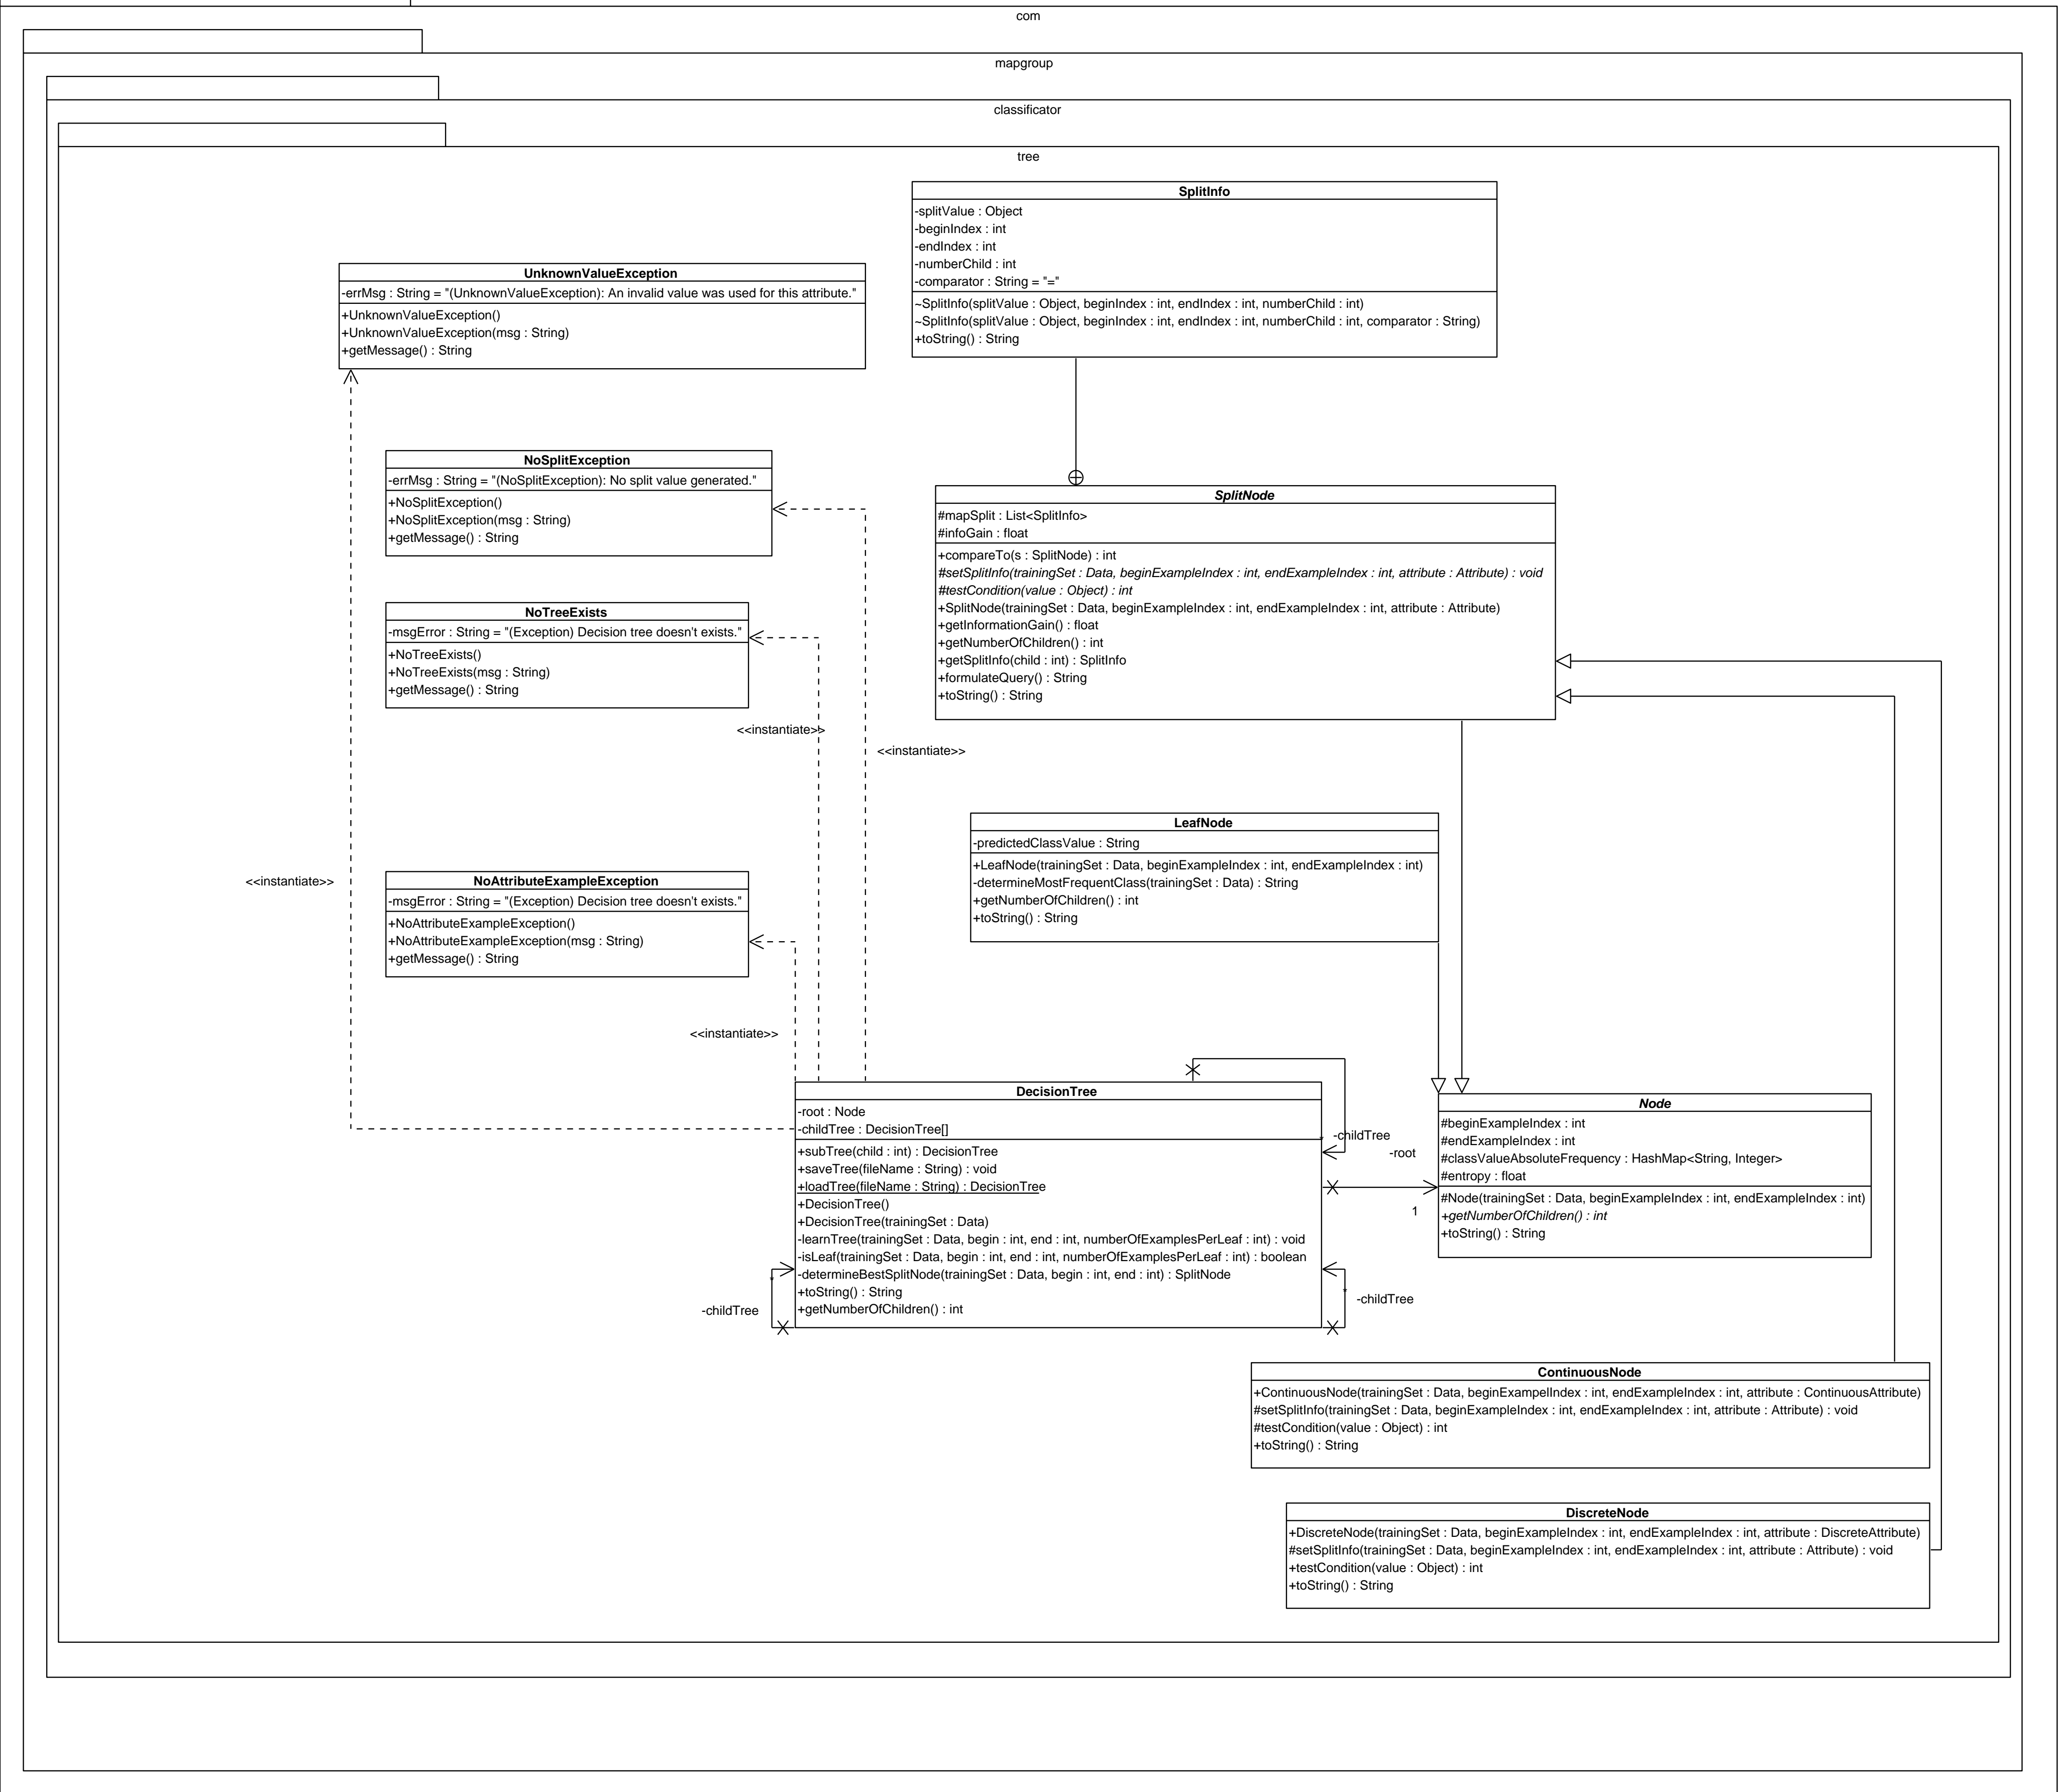 com
mapgroup
classificator
tree
SplitInfo
-splitValue : Object
-beginIndex : int
-endIndex : int
-numberChild : int
-comparator : String = "="
~SplitInfo(splitValue : Object, beginIndex : int, endIndex : int, numberChild : int)
~SplitInfo(splitValue : Object, beginIndex : int, endIndex : int, numberChild : int, comparator : String)
+toString() : String
UnknownValueException
-errMsg : String = "(UnknownValueException): An invalid value was used for this attribute."
+UnknownValueException()
+UnknownValueException(msg : String)
+getMessage() : String
NoSplitException
-errMsg : String = "(NoSplitException): No split value generated."
+NoSplitException()
+NoSplitException(msg : String)
+getMessage() : String
SplitNode
#mapSplit : List<SplitInfo>
#infoGain : float
+compareTo(s : SplitNode) : int
#setSplitInfo(trainingSet : Data, beginExampleIndex : int, endExampleIndex : int, attribute : Attribute) : void
#testCondition(value : Object) : int
+SplitNode(trainingSet : Data, beginExampleIndex : int, endExampleIndex : int, attribute : Attribute)
+getInformationGain() : float
+getNumberOfChildren() : int
+getSplitInfo(child : int) : SplitInfo
+formulateQuery() : String
+toString() : String
NoTreeExists
-msgError : String = "(Exception) Decision tree doesn't exists."
+NoTreeExists()
+NoTreeExists(msg : String)
+getMessage() : String
<<instantiate>>
<<instantiate>>
LeafNode
-predictedClassValue : String
+LeafNode(trainingSet : Data, beginExampleIndex : int, endExampleIndex : int)
-determineMostFrequentClass(trainingSet : Data) : String
+getNumberOfChildren() : int
+toString() : String
<<instantiate>>
NoAttributeExampleException
-msgError : String = "(Exception) Decision tree doesn't exists."
+NoAttributeExampleException()
+NoAttributeExampleException(msg : String)
+getMessage() : String
<<instantiate>>
DecisionTree
-root : Node
-childTree : DecisionTree[]
+subTree(child : int) : DecisionTree
+saveTree(fileName : String) : void
+loadTree(fileName : String) : DecisionTree
+DecisionTree()
+DecisionTree(trainingSet : Data)
-learnTree(trainingSet : Data, begin : int, end : int, numberOfExamplesPerLeaf : int) : void
-isLeaf(trainingSet : Data, begin : int, end : int, numberOfExamplesPerLeaf : int) : boolean
-determineBestSplitNode(trainingSet : Data, begin : int, end : int) : SplitNode
+toString() : String
+getNumberOfChildren() : int
* -childTree
-root
1
* -childTree
* -childTree
Node
#beginExampleIndex : int
#endExampleIndex : int
#classValueAbsoluteFrequency : HashMap<String, Integer>
#entropy : float
#Node(trainingSet : Data, beginExampleIndex : int, endExampleIndex : int)
+getNumberOfChildren() : int
+toString() : String
ContinuousNode
+ContinuousNode(trainingSet : Data, beginExampelIndex : int, endExampleIndex : int, attribute : ContinuousAttribute)
#setSplitInfo(trainingSet : Data, beginExampleIndex : int, endExampleIndex : int, attribute : Attribute) : void
#testCondition(value : Object) : int
+toString() : String
DiscreteNode
+DiscreteNode(trainingSet : Data, beginExampleIndex : int, endExampleIndex : int, attribute : DiscreteAttribute)
#setSplitInfo(trainingSet : Data, beginExampleIndex : int, endExampleIndex : int, attribute : Attribute) : void
+testCondition(value : Object) : int
+toString() : String